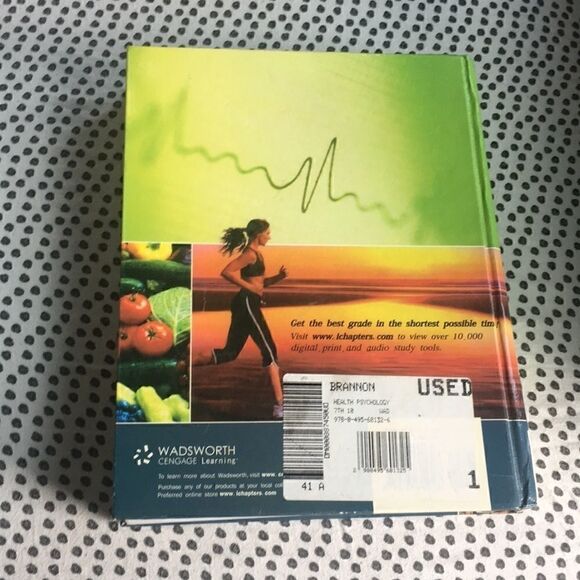 Get the best grade in the shortest possible tim
Visit www.ichapters.com to view over 10,000
digital print and audio study tools.
BRANNON USED
HEALTH PSYCHOLOGY
7TH 10 WAD
978-0-495-60132-6
41 A
1
WADSWORTH
CENGAGE Learning
To learn more about Wadsworth, visit www.
Purchase any of our products at your local
Preferred online store www.ichapters.com